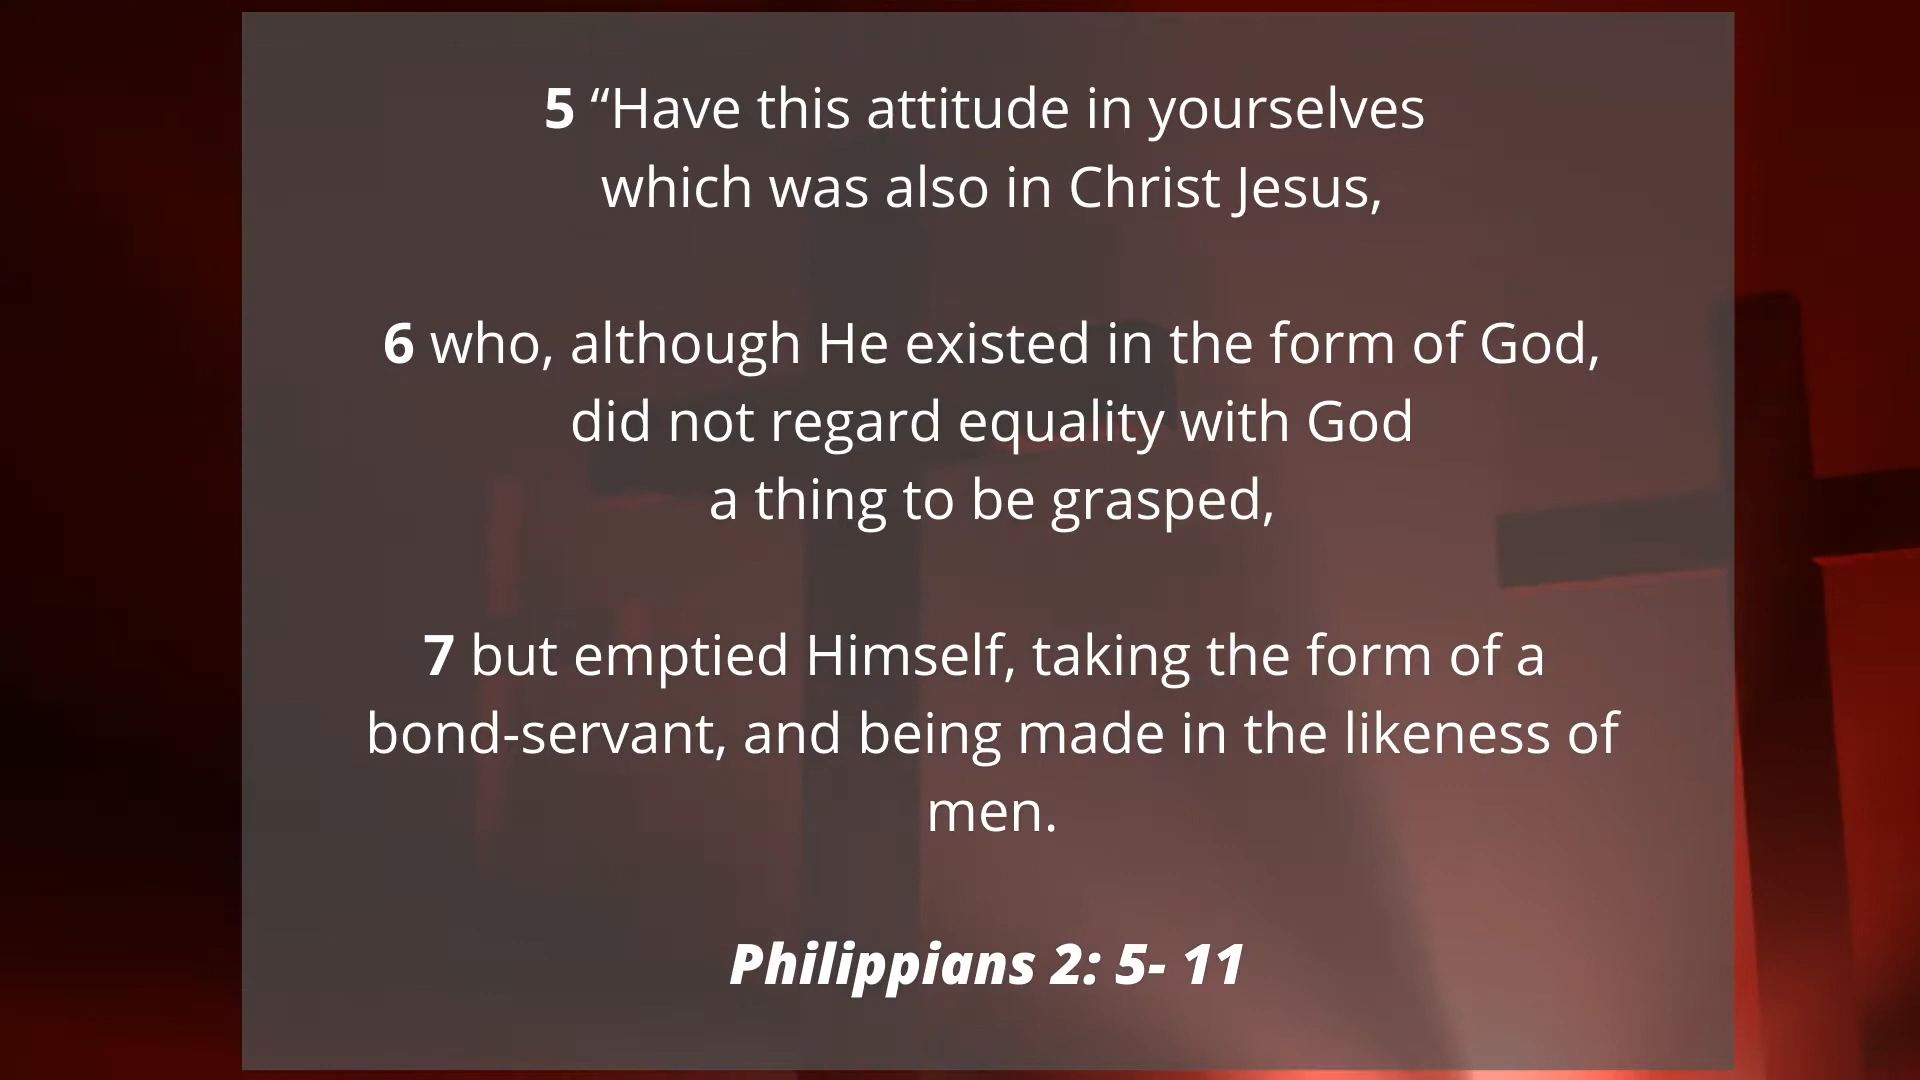 5 “Have this attitude in yourselves
which was also in Christ Jesus,
6 who, although He existed in the form of God,
did not regard equality with God
a thing to be grasped,
7 but emptied Himself, taking the form of a
bond-servant, and being made in the likeness of
men.
Philippians 2: 5- 11